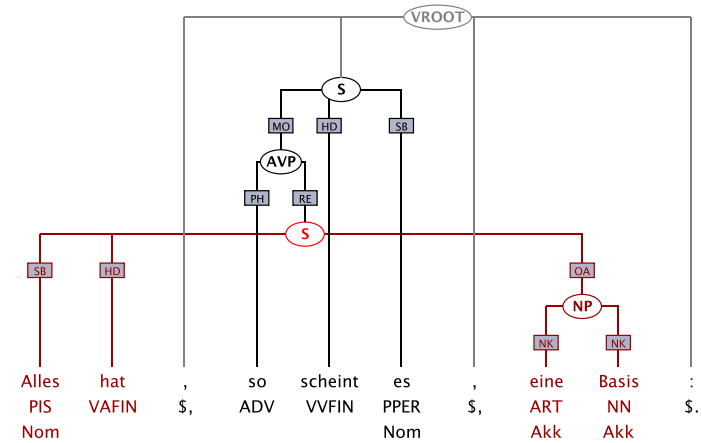 VROOT
S
MO HD SB
AVP
PH RE
S
SB HD OA
NP
NK NK
Alles hat , so scheint es , eine Basis :
PIS VAFIN $, ADV VVFIN PPER $, ART NN $.
Nom Nom Akk Akk